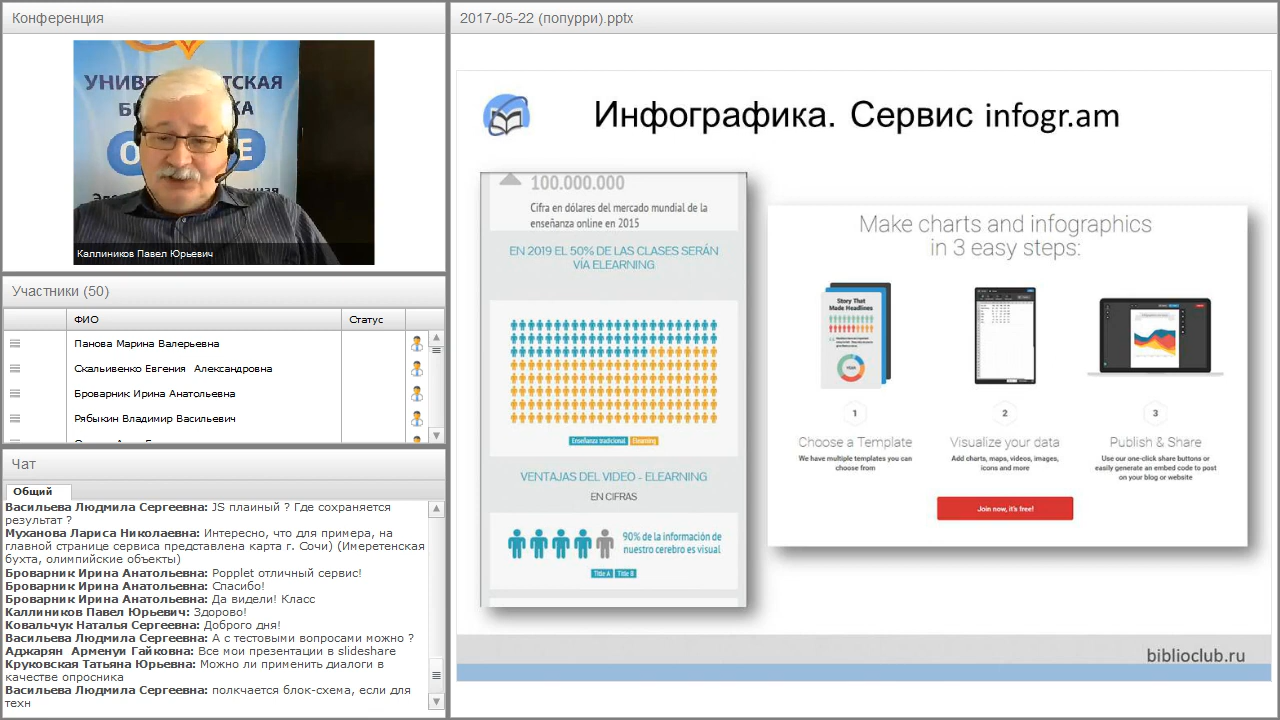 Конференция
УНИВЕ СКАЯ
Каллиников Павел Юрьевич
Участники (50)
ФИО
Статус
Панова Марина Валерьевна
Скальивенко Евгения Александровна
Броварник Ирина Анатольевна
Рябыкин Владимир Васильевич
Чат
Общий
Васильева Людмила Сергеевна: JS плаиный ? Где сохраняется
результат ?
Муханова Лариса Николаевна: Интересно, что для примера, на
главной странице сервиса представлена карта г. Сочи) (Имеретенская
бухта, олимпийские объекты)
Броварник Ирина Анатольевна: Popplet отличный сервис!
Броварник Ирина Анатольевна: Спасибо!
Броварник Ирина Анатольевна: Да видели! Класс
Каллиников Павел Юрьевич: Здорово!
Ковальчук Наталья Сергеевна: Доброго дня!
Васильева Людмила Сергеевна: А с тестовыми вопросами можно ?
Аджарян Арменуи Гайковна: Все мои презентации в slideshare
Круковская Татьяна Юрьевна: Можно ли применить диалоги в
качестве опросника
Васильева Людмила Сергеевна: полкчается блок-схема, если для
техн
2017-05-22 (попурри).pptx
Инфографика. Сервис infogr.am
100.000.000
Cifra en dólares del mercado mundial de la
enseñanza online en 2015
EN 2019 EL 50% DE LAS CLASES SERÁN
VÍA ELEARNING
Enseñanza tradicional Elearning
VENTAJAS DEL VIDEO - ELEARNING
EN CIFRAS
90% de la información de
nuestro cerebro es visual
Title A Title B
Make charts and infographics
in 3 easy steps:
Story That
Made Headlines
1
2
3
Choose a Template
We have multiple templates you can
choose from
Visualize your data
Add charts, maps, videos, images,
icons and more
Publish & Share
Use our one-click share buttons or
easily generate an embed code to post
on your blog or website
Join now, it's free!
biblioclub.ru